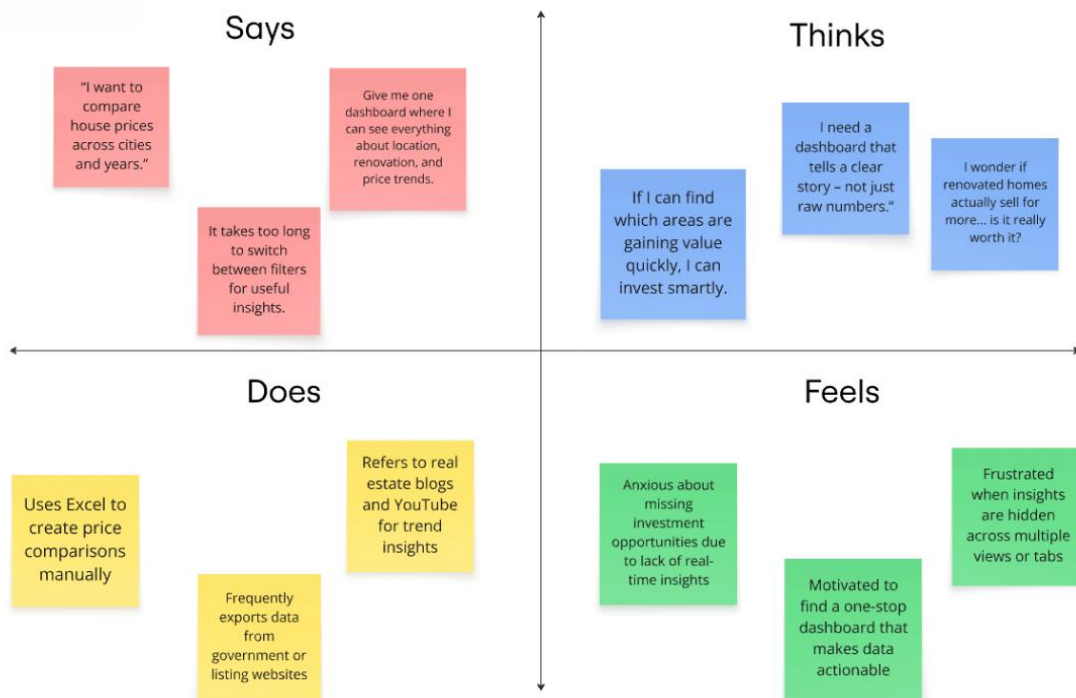 Says
“I want to
compare
house prices
across cities
and years.”
Give me one
dashboard where I
can see everything
about location,
renovation, and
price trends.
It takes too long
to switch
between filters
for useful
insights.
Thinks
If I can find
which areas are
gaining value
quickly, I can
invest smartly.
I need a
dashboard that
tells a clear
story – not just
raw numbers.“
I wonder if
renovated homes
actually sell for
more... is it really
worth it?
Does
Uses Excel to
create price
comparisons
manually
Refers to real
estate blogs
and YouTube
for trend
insights
Frequently
exports data
from
government or
listing websites
Feels
Anxious about
missing
investment
opportunities due
to lack of real-
time insights
Motivated to
find a one-stop
dashboard that
makes data
actionable
Frustrated
when insights
are hidden
across multiple
views or tabs